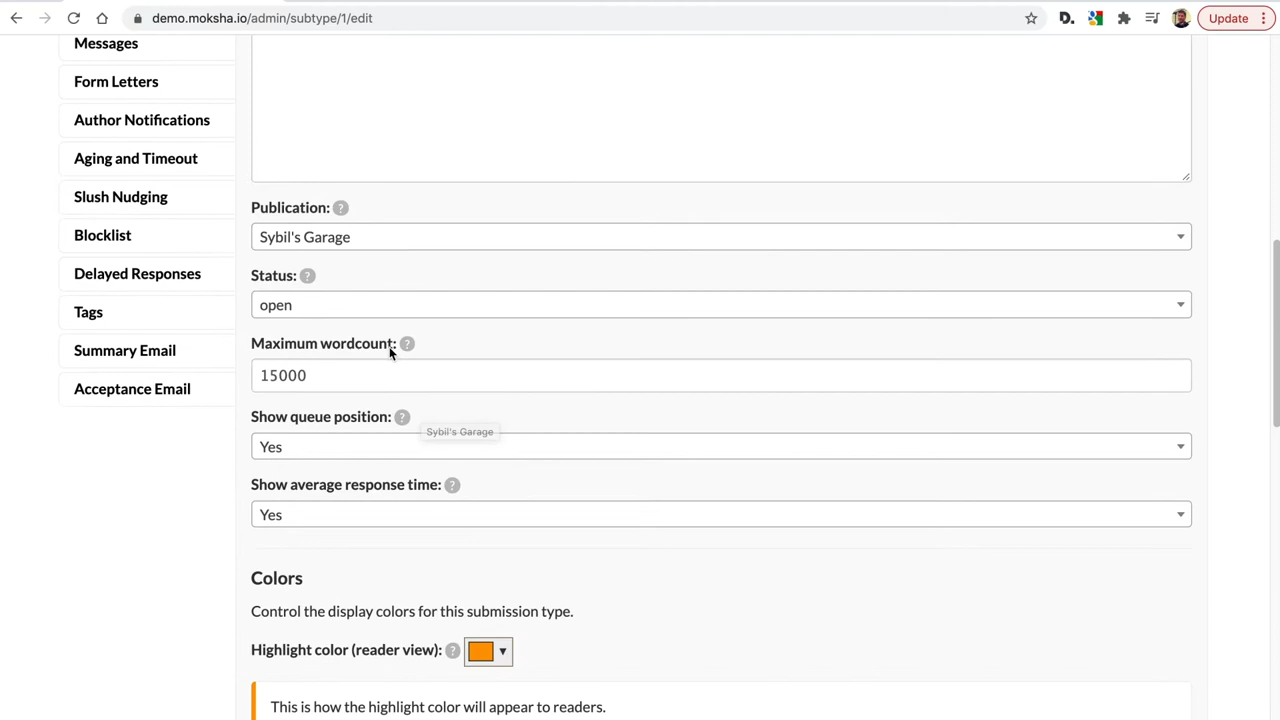 demo.moksha.io/admin/subtype/1/edit
Update
Messages
Form Letters
Author Notifications
Aging and Timeout
Slush Nudging
Blocklist
Delayed Responses
Tags
Summary Email
Acceptance Email
Publication: ?
Sybil's Garage
Status: ?
open
Maximum wordcount: ?
15000
Show queue position: ?
Sybil's Garage
Yes
Show average response time: ?
Yes
Colors
Control the display colors for this submission type.
Highlight color (reader view): ?
This is how the highlight color will appear to readers.